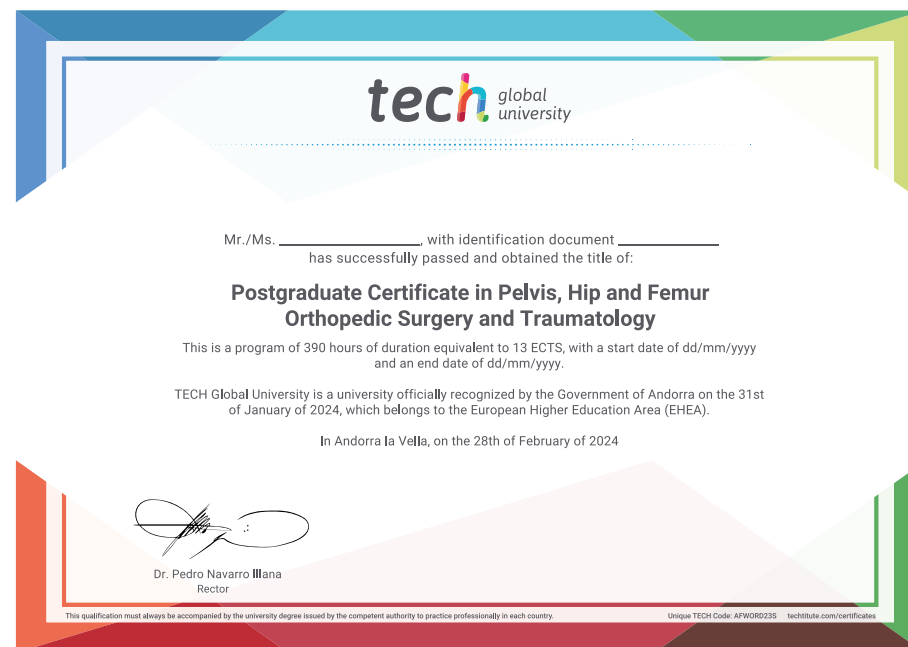 tech global
university
Mr./Ms. ____________________, with identification document ______________
has successfully passed and obtained the title of:
Postgraduate Certificate in Pelvis, Hip and Femur
Orthopedic Surgery and Traumatology
This is a program of 390 hours of duration equivalent to 13 ECTS, with a start date of dd/mm/yyyy
and an end date of dd/mm/yyyy.
TECH Global University is a university officially recognized by the Government of Andorra on the 31st
of January of 2024, which belongs to the European Higher Education Area (EHEA).
In Andorra la Vella, on the 28th of February of 2024
Dr. Pedro Navarro Illana
Rector
This qualification must always be accompanied by the university degree issued by the competent authority to practice professionally in each country.
Unique TECH Code: AFWORD23S techtitute.com/certificates